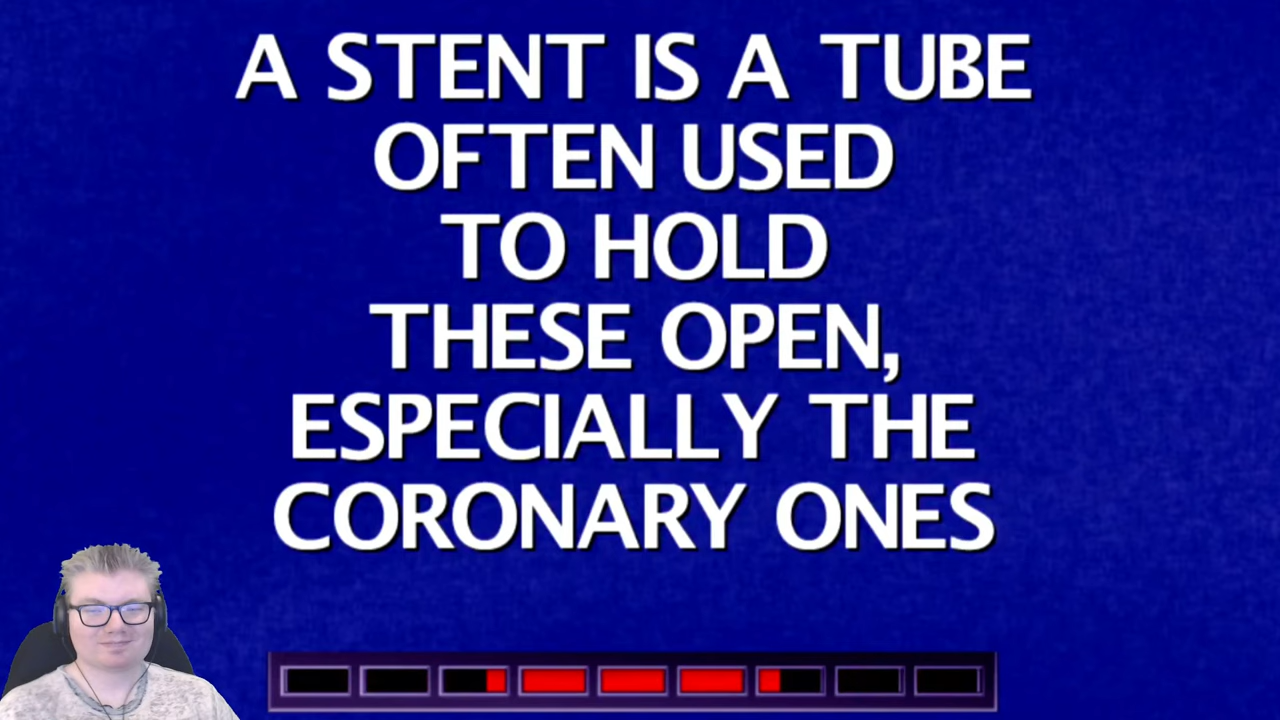 A STENT IS A TUBE
OFTEN USED
TO HOLD
THESE OPEN,
ESPECIALLY THE
CORONARY ONES